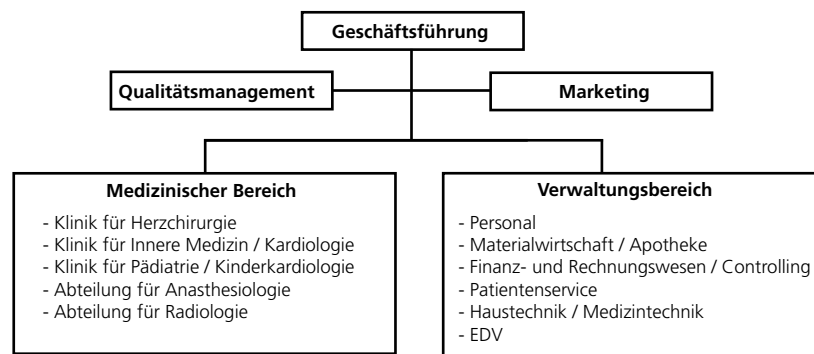 Geschäftsführung
Qualitätsmanagement
Marketing
Medizinischer Bereich
- Klinik für Herzchirurgie
- Klinik für Innere Medizin / Kardiologie
- Klinik für Pädiatrie / Kinderkardiologie
- Abteilung für Anasthesiologie
- Abteilung für Radiologie
Verwaltungsbereich
- Personal
- Materialwirtschaft / Apotheke
- Finanz- und Rechnungswesen / Controlling
- Patientenservice
- Haustechnik / Medizintechnik
- EDV